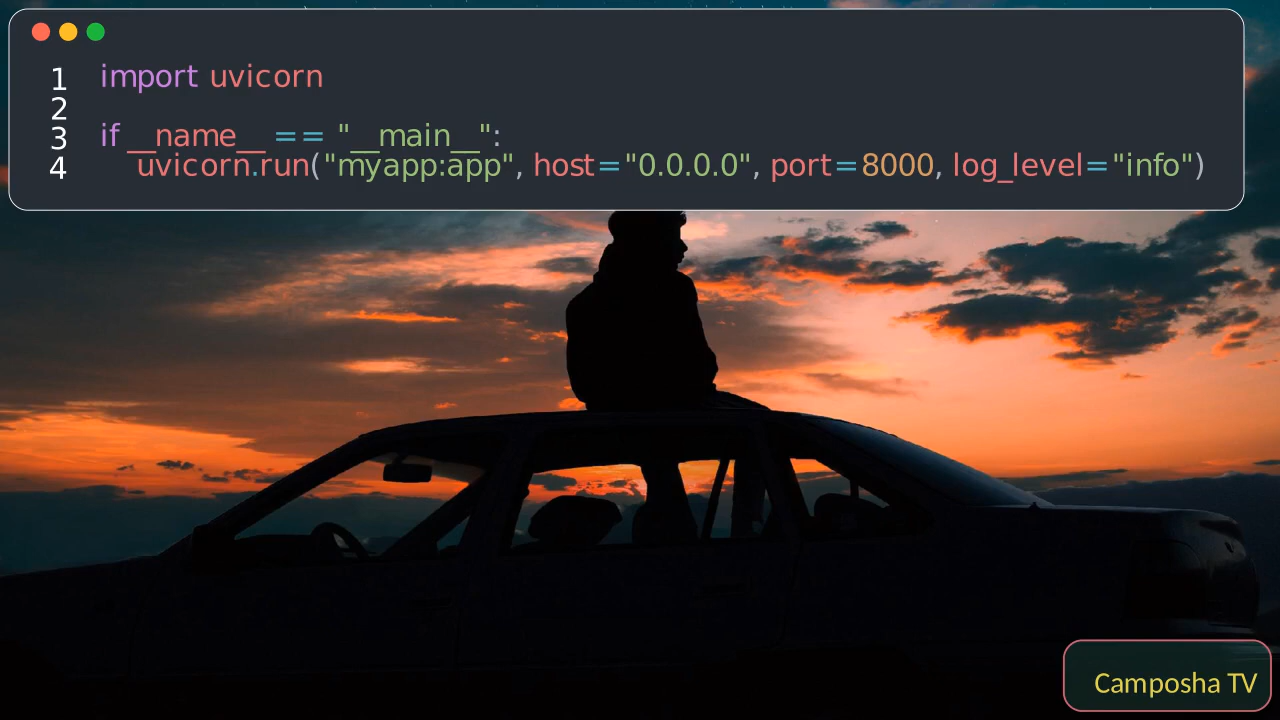 1 import uvicorn
2
3 if __name__ == "__main__":
4 uvicorn.run("myapp:app", host="0.0.0.0", port=8000, log_level="info")
Camposha TV